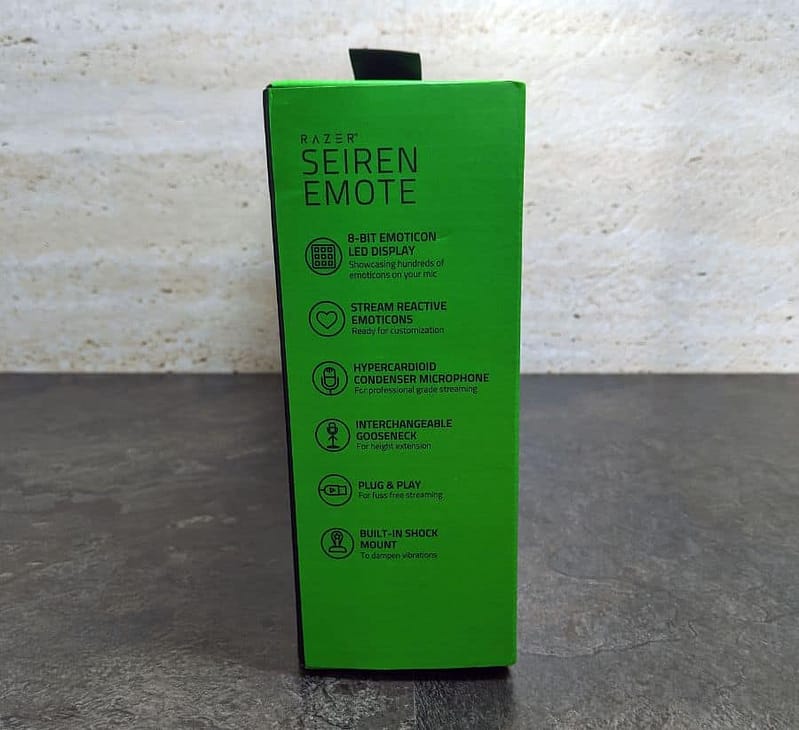 RAZER
SEIREN
EMOTE
8-BIT EMOTICON
LED DISPLAY
Showcasing hundreds of
emoticons on your mic
STREAM REACTIVE
EMOTICONS
Ready for customization
HYPERCARDIOID
CONDENSER MICROPHONE
For professional grade streaming
INTERCHANGEABLE
GOOSENECK
For height extension
PLUG & PLAY
For fuss free streaming
BUILT-IN SHOCK
MOUNT
To dampen vibrations